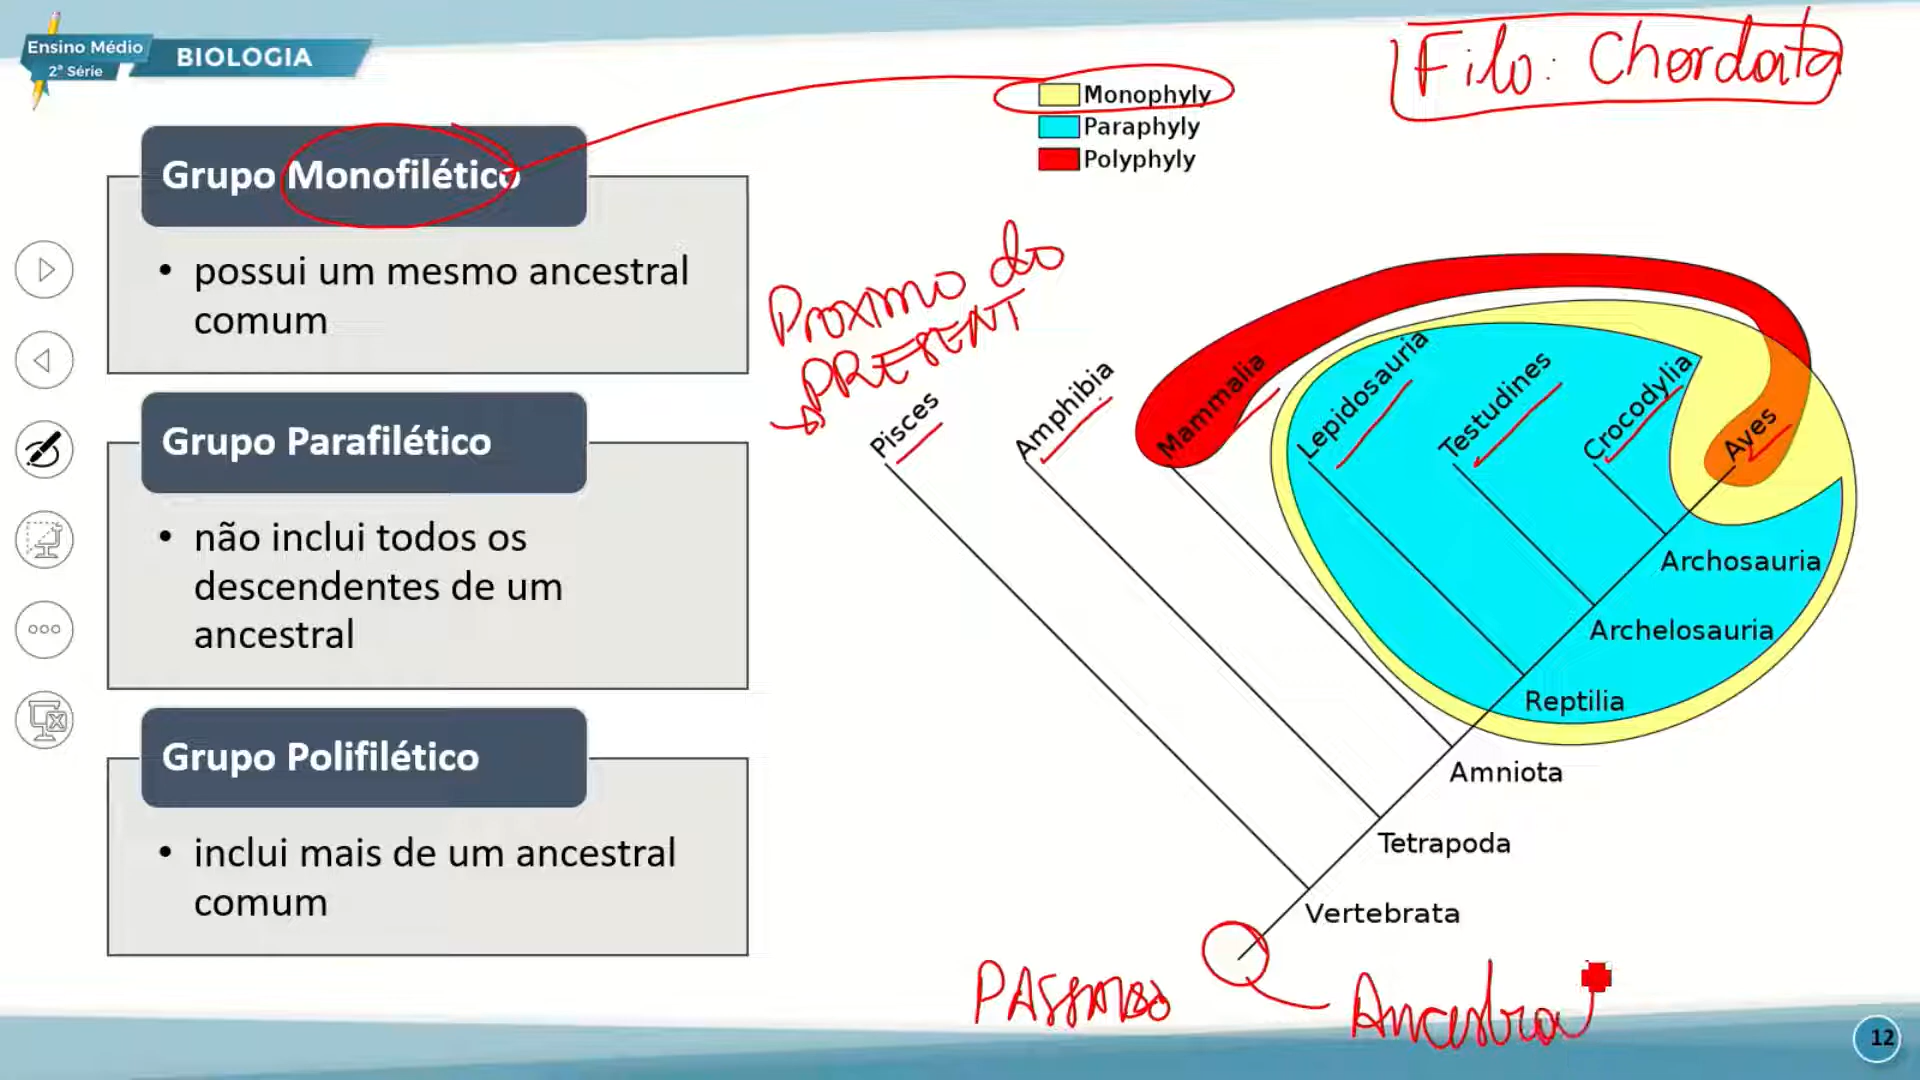 Ensino Médio
2ª Série
BIOLOGIA
Filo: Chordata
Monophyly
Paraphyly
Polyphyly
Grupo Monofilético
• possui um mesmo ancestral
comum
Grupo Parafilético
• não inclui todos os
descendentes de um
ancestral
Grupo Polifilético
• inclui mais de um ancestral
comum
Proximo do
PRESENT
Pisces
Amphibia
Mammalia
Lepidosauria
Testudines
Crocodylia
Aves
Archosauria
Archelosauria
Reptilia
Amniota
Tetrapoda
Vertebrata
PASSADO
Ancestral
12